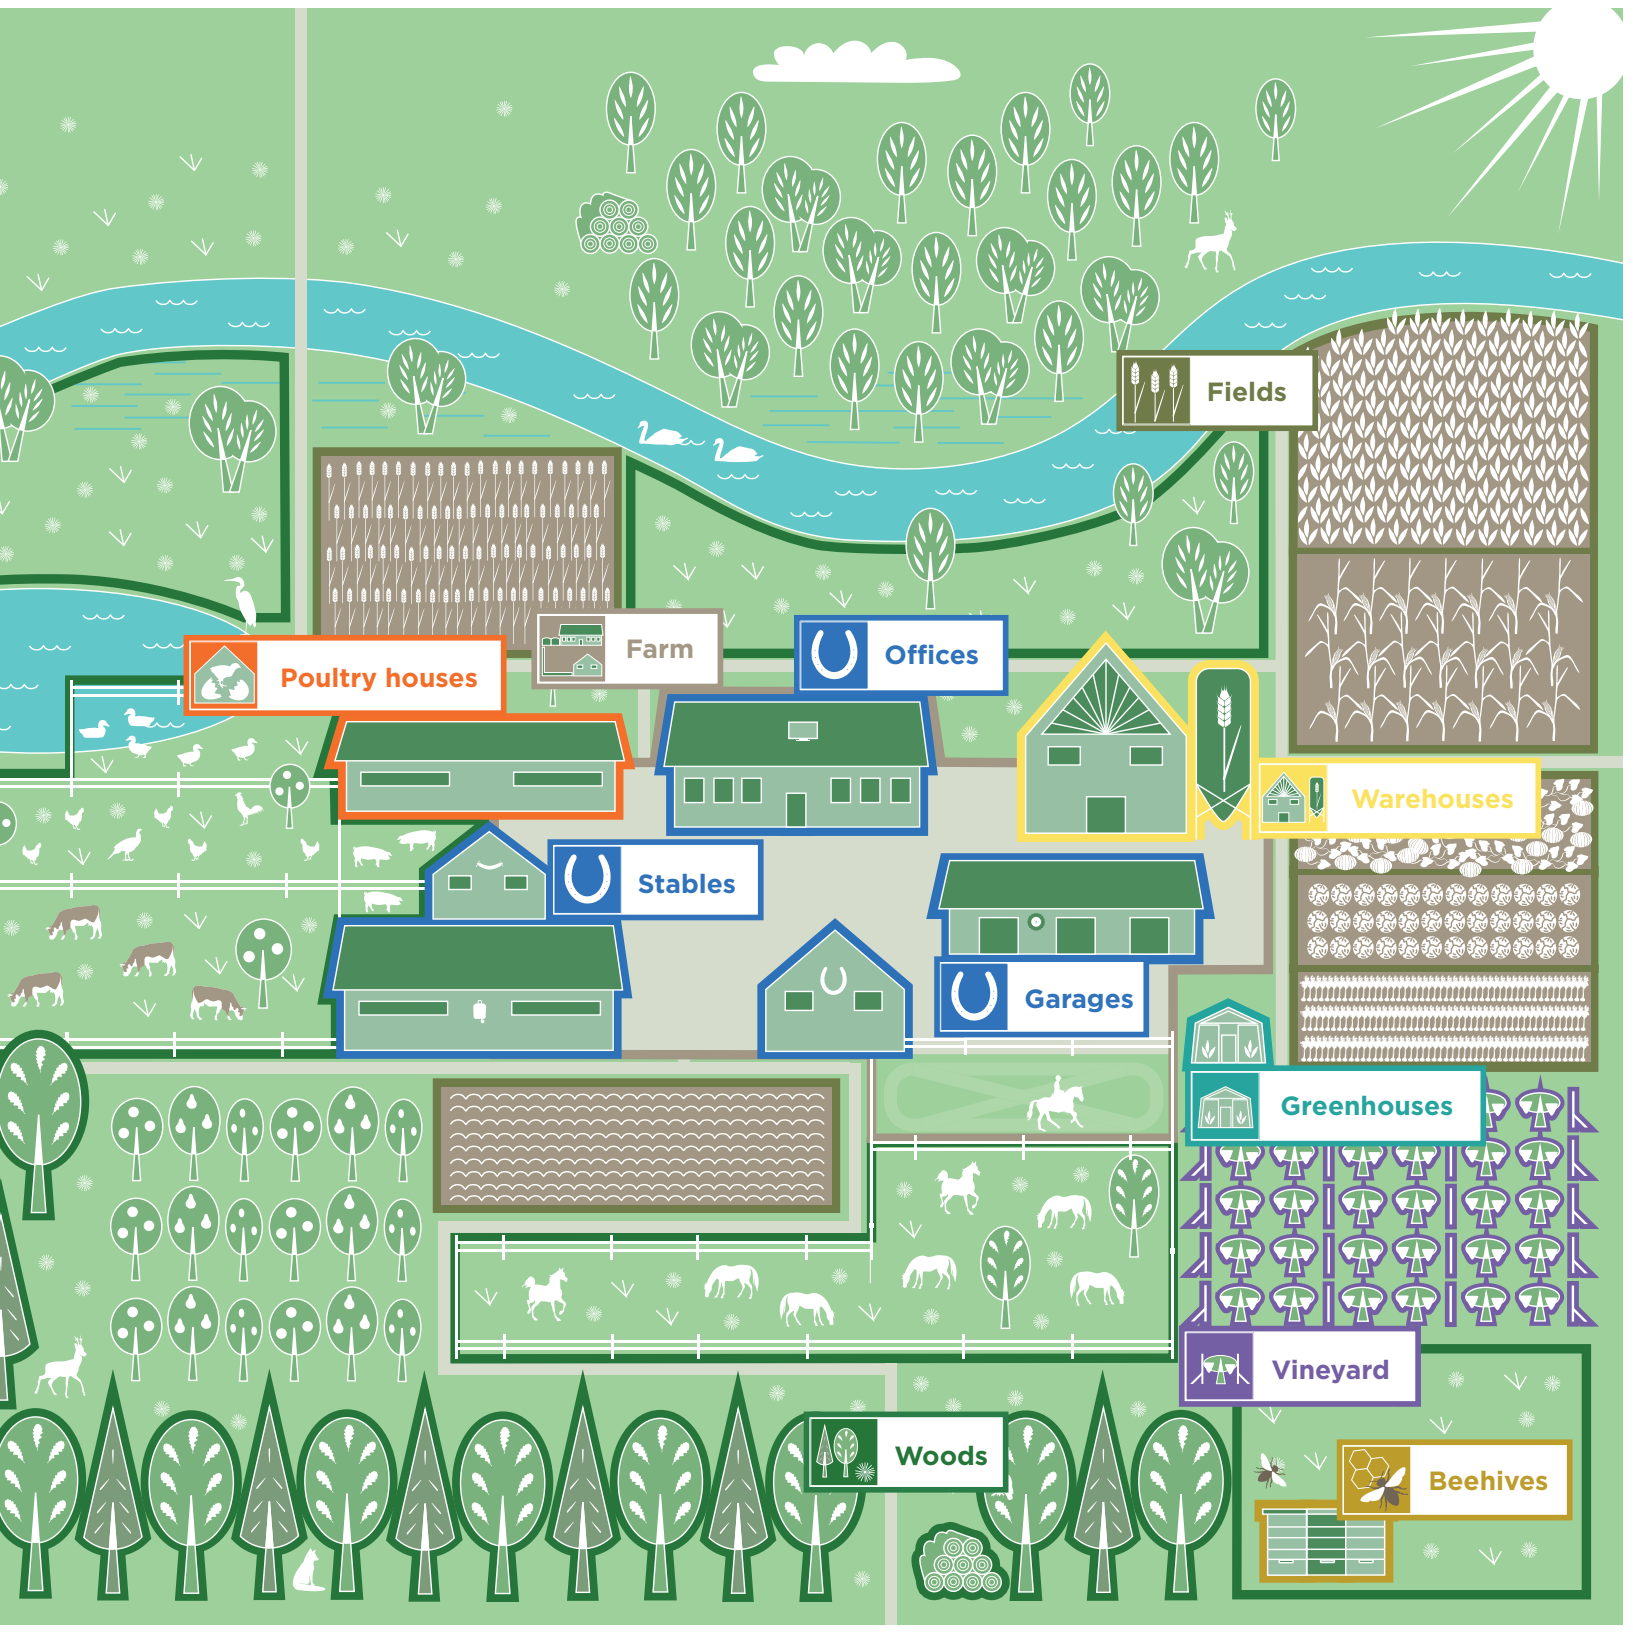 Fields
Farm
Offices
Poultry houses
Warehouses
Stables
Garages
Greenhouses
Vineyard
Woods
Beehives